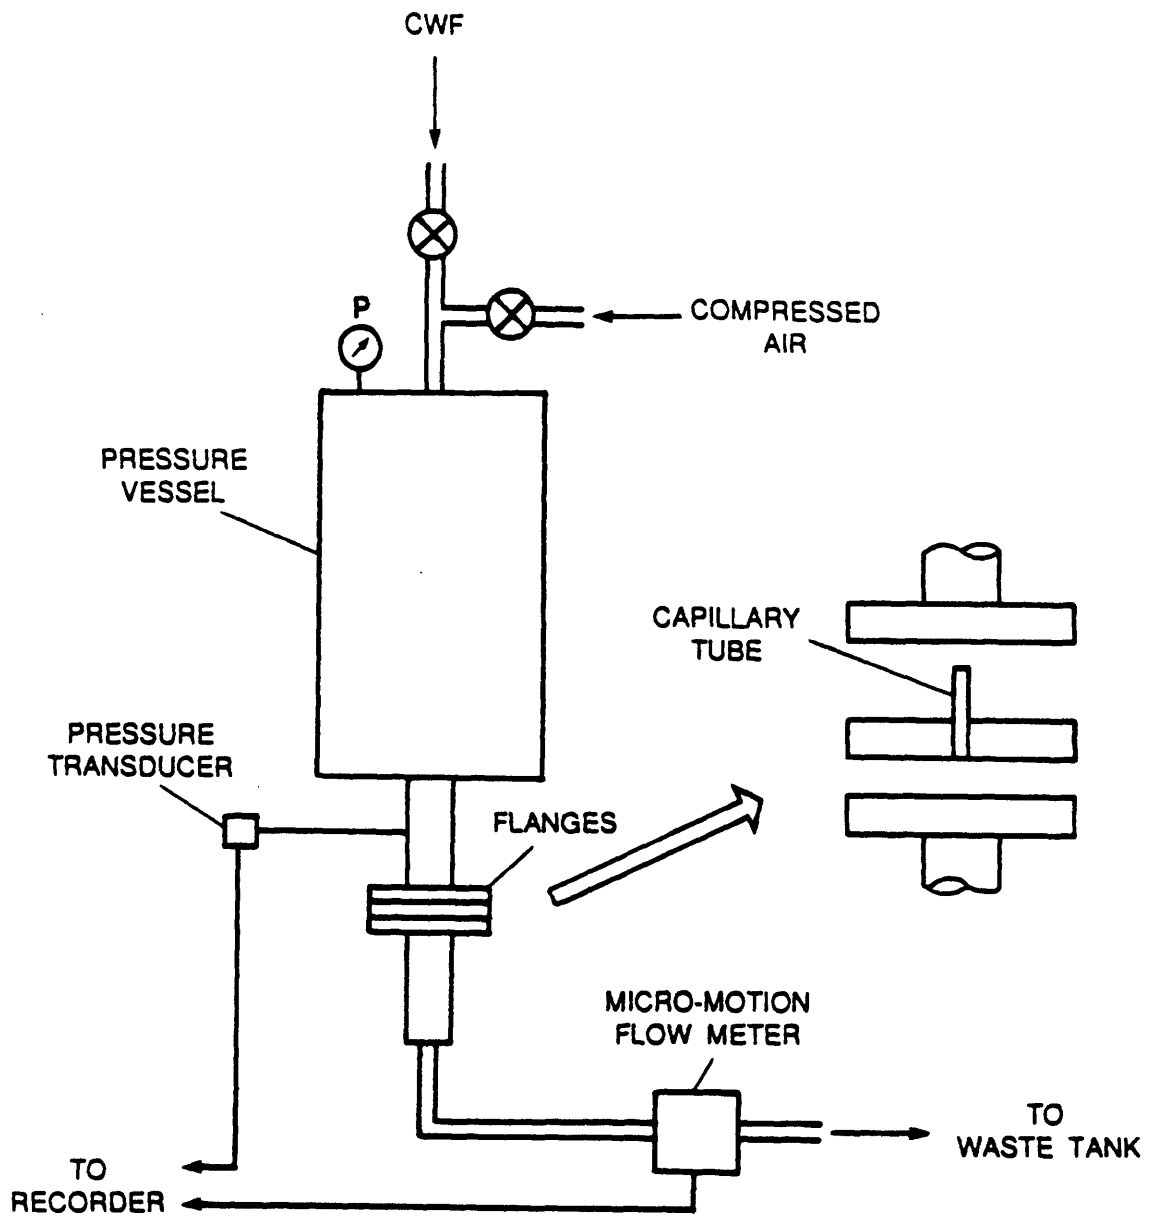 CWF
P
COMPRESSED
AIR
PRESSURE
VESSEL
CAPILLARY
TUBE
PRESSURE
TRANSDUCER
FLANGES
MICRO-MOTION
FLOW METER
TO
WASTE TANK
TO
RECORDER